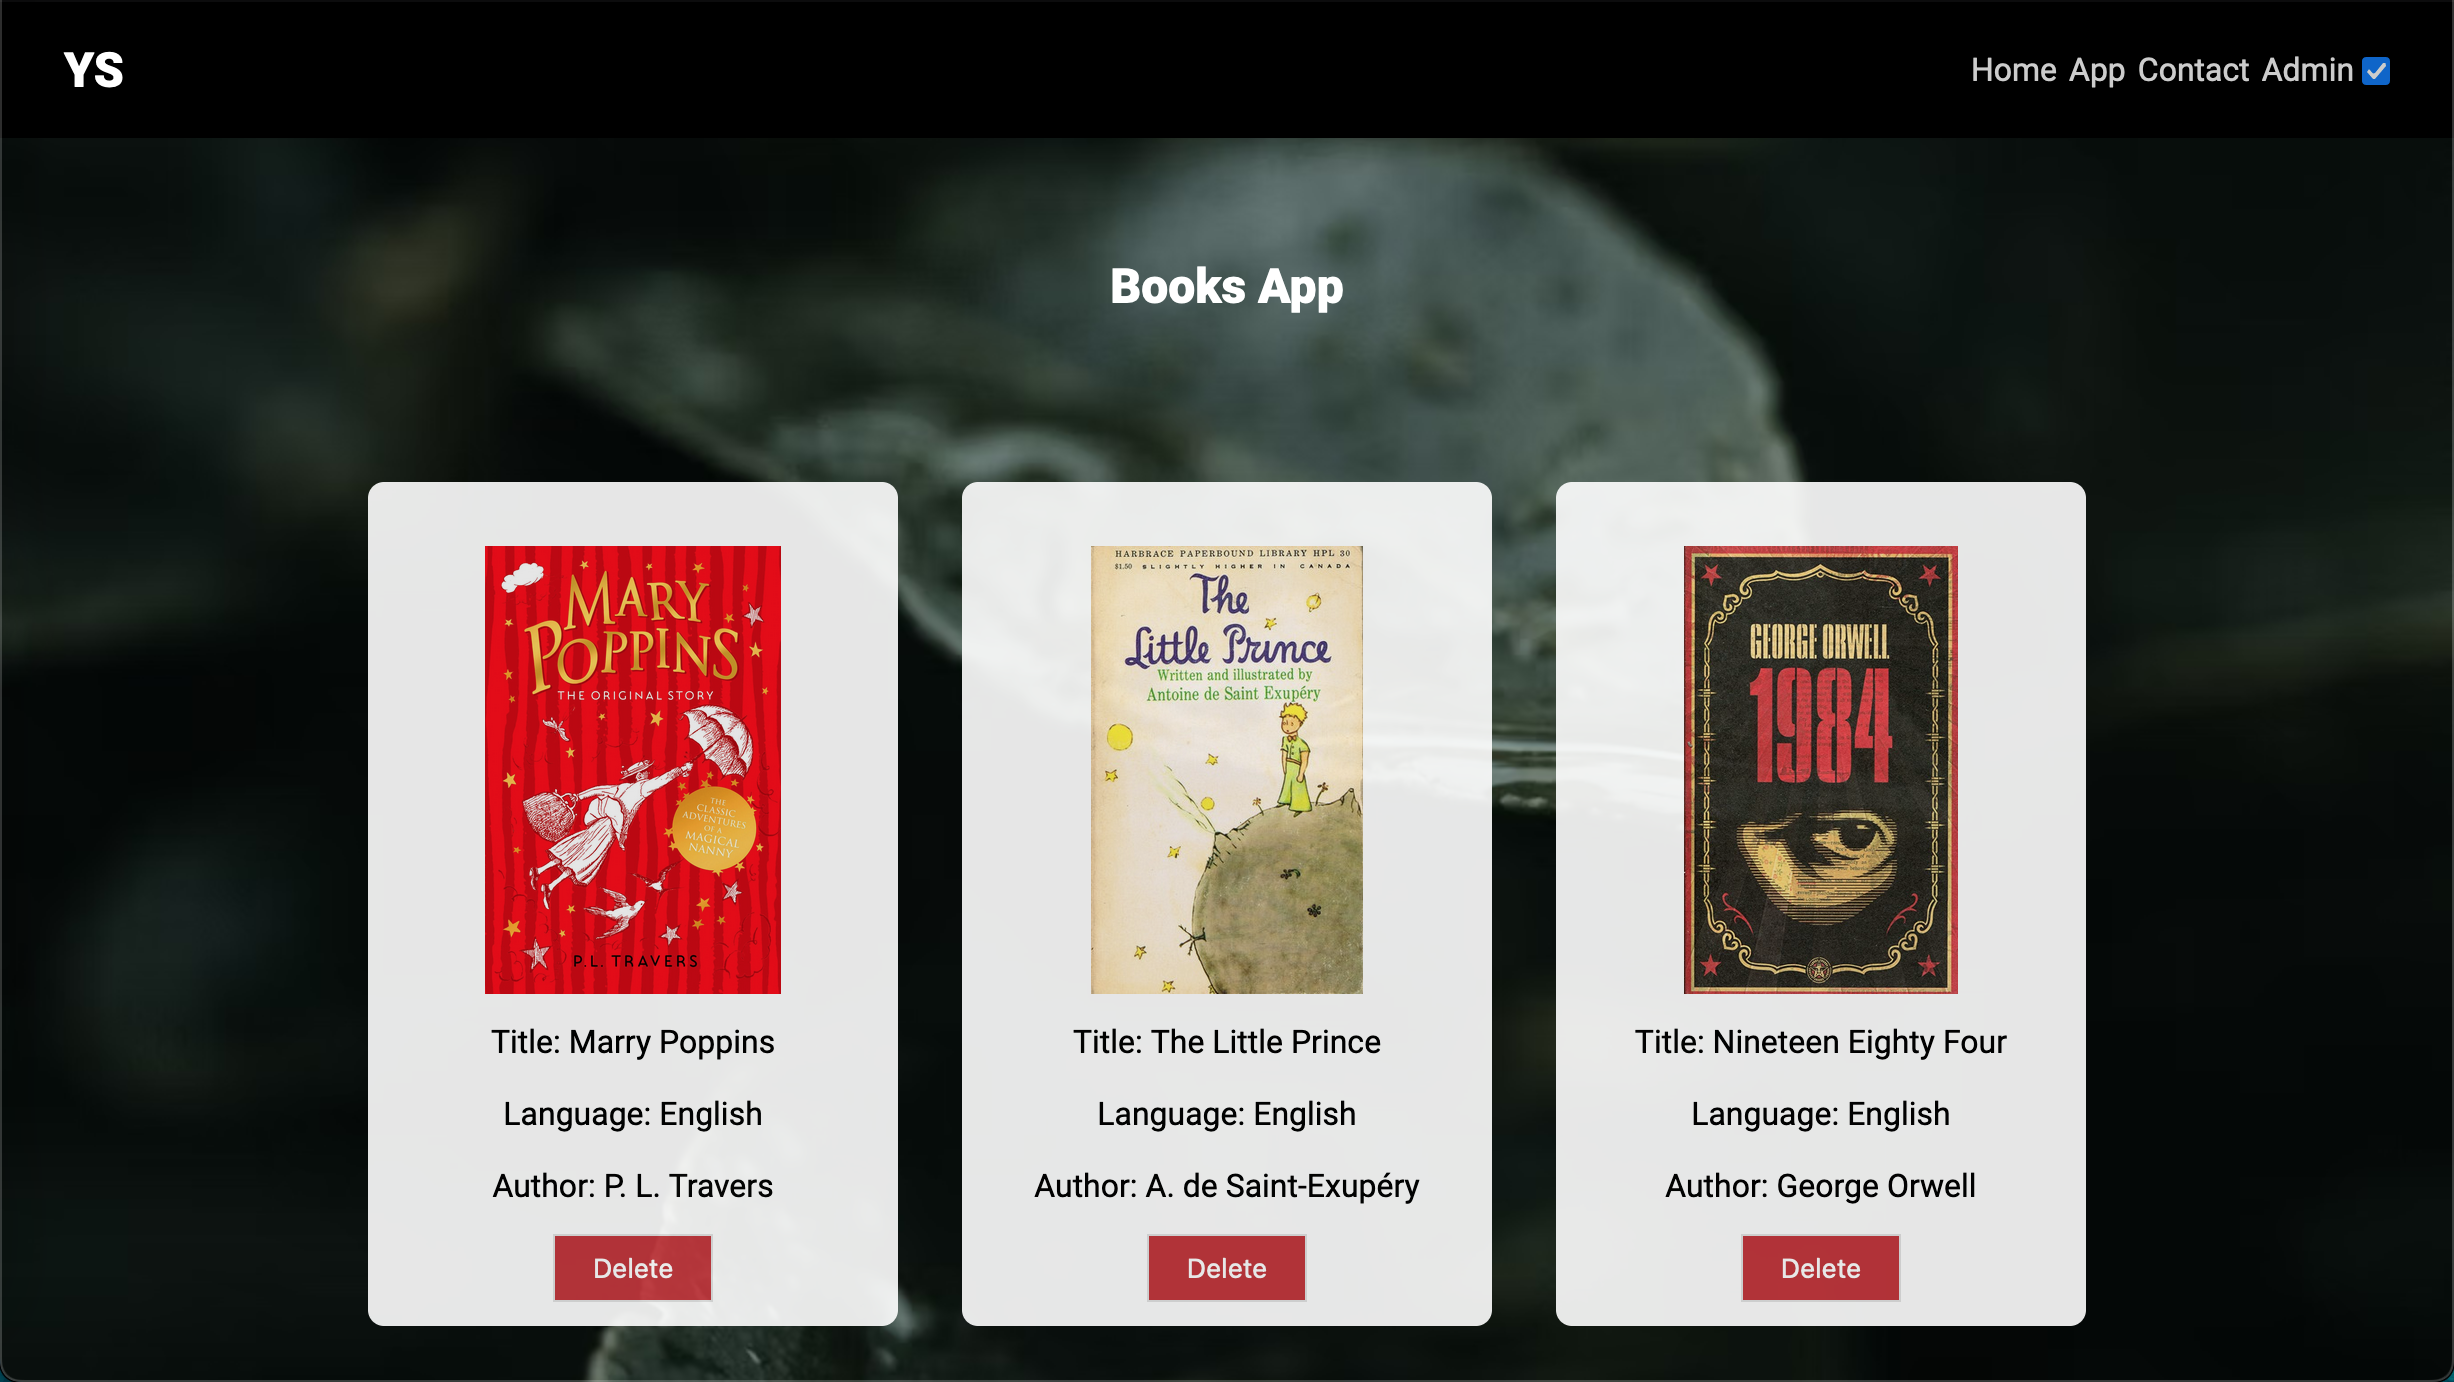 YS
Home App Contact Admin
Books App
MARY
POPPINS
THE ORIGINAL STORY
THE
CLASSIC
ADVENTURES
OF A
MAGICAL
NANNY
P.L. TRAVERS
Title: Marry Poppins
Language: English
Author: P. L. Travers
Delete
HARBRACE PAPERBOUND LIBRARY HPL 30
$1.50 SLIGHTLY HIGHER IN CANADA
The
Little Prince
Written and illustrated by
Antoine de Saint Exupéry
Title: The Little Prince
Language: English
Author: A. de Saint-Exupéry
Delete
GEORGE ORWELL
1984
Title: Nineteen Eighty Four
Language: English
Author: George Orwell
Delete